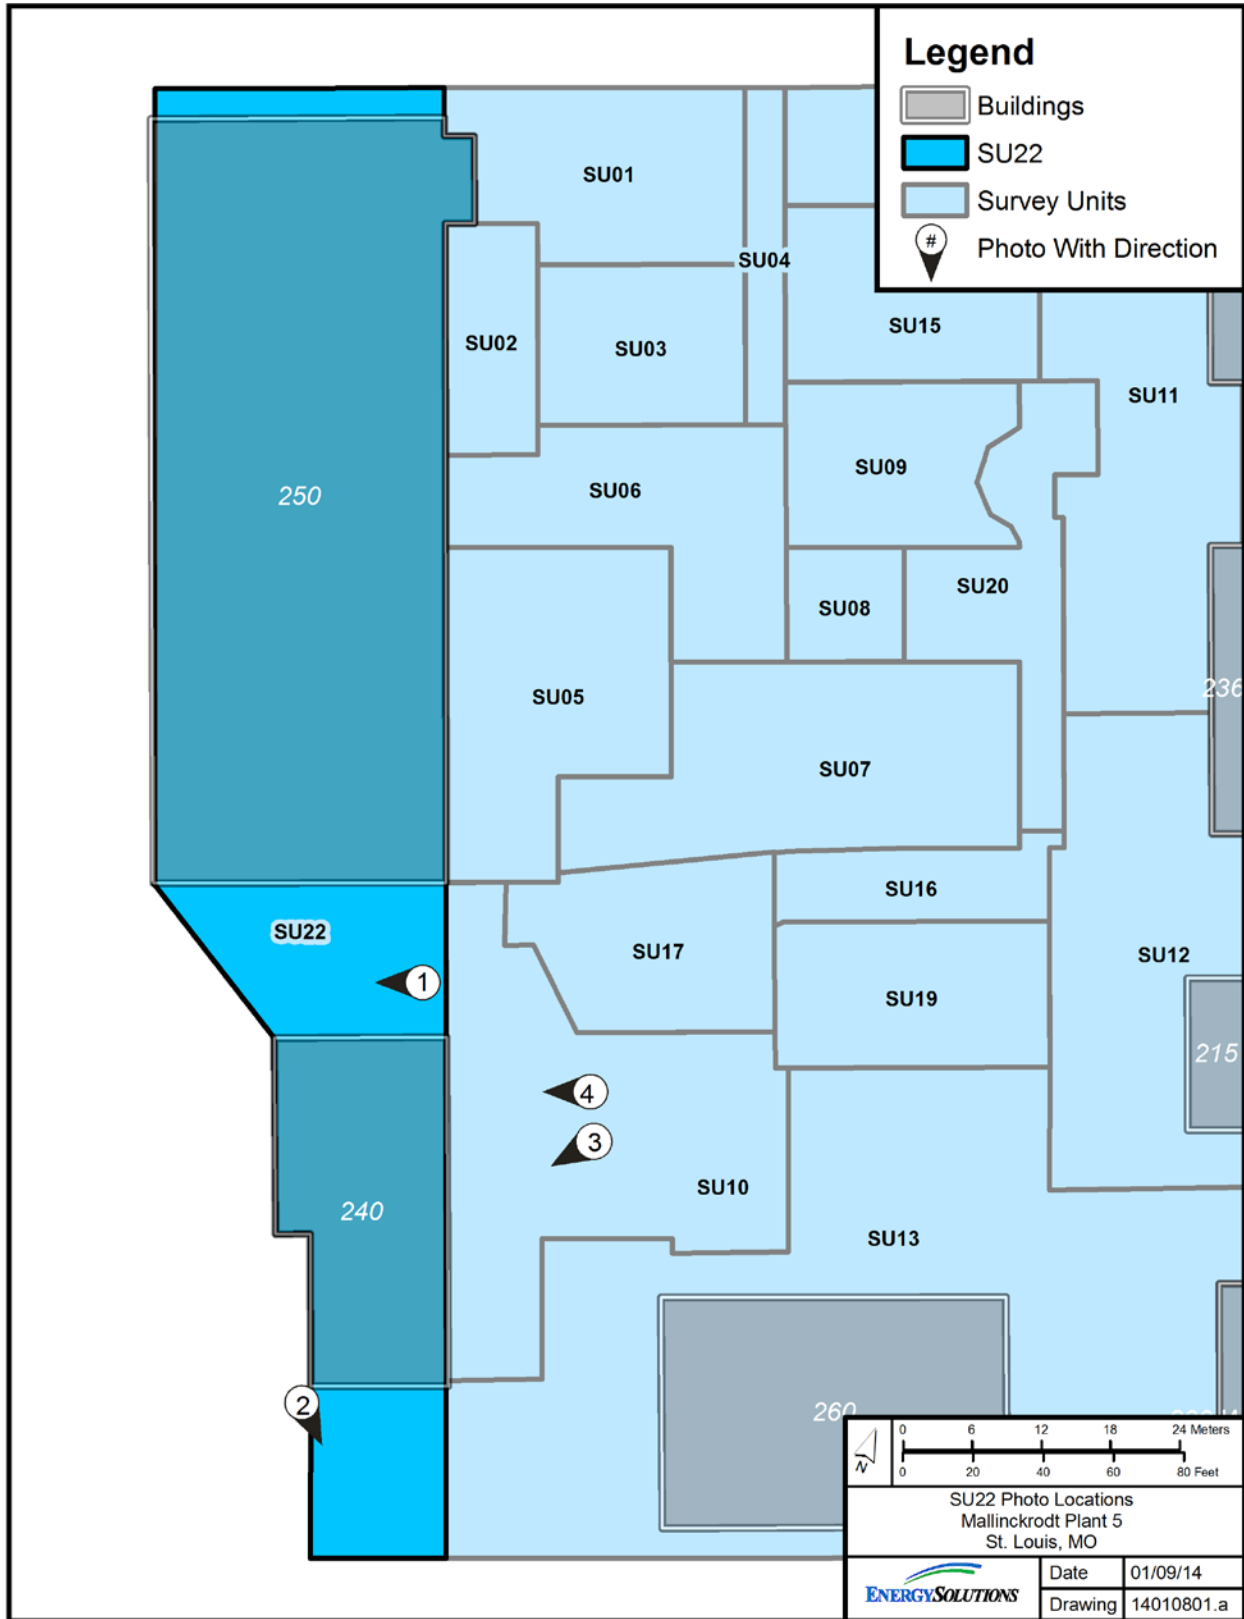 Legend
Buildings
SU22
Survey Units
#
Photo With Direction
SU01
SU04
SU15
SU02
SU03
SU11
SU09
SU06
250
SU20
SU08
236
SU05
SU07
SU16
SU22
SU17
SU12
1
SU19
215
4
3
SU10
240
SU13
2
260
N
0 6 12 18 24 Meters
0 20 40 60 80 Feet
SU22 Photo Locations
Mallinckrodt Plant 5
St. Louis, MO
ENERGYSOLUTIONS
Date 01/09/14
Drawing 14010801.a